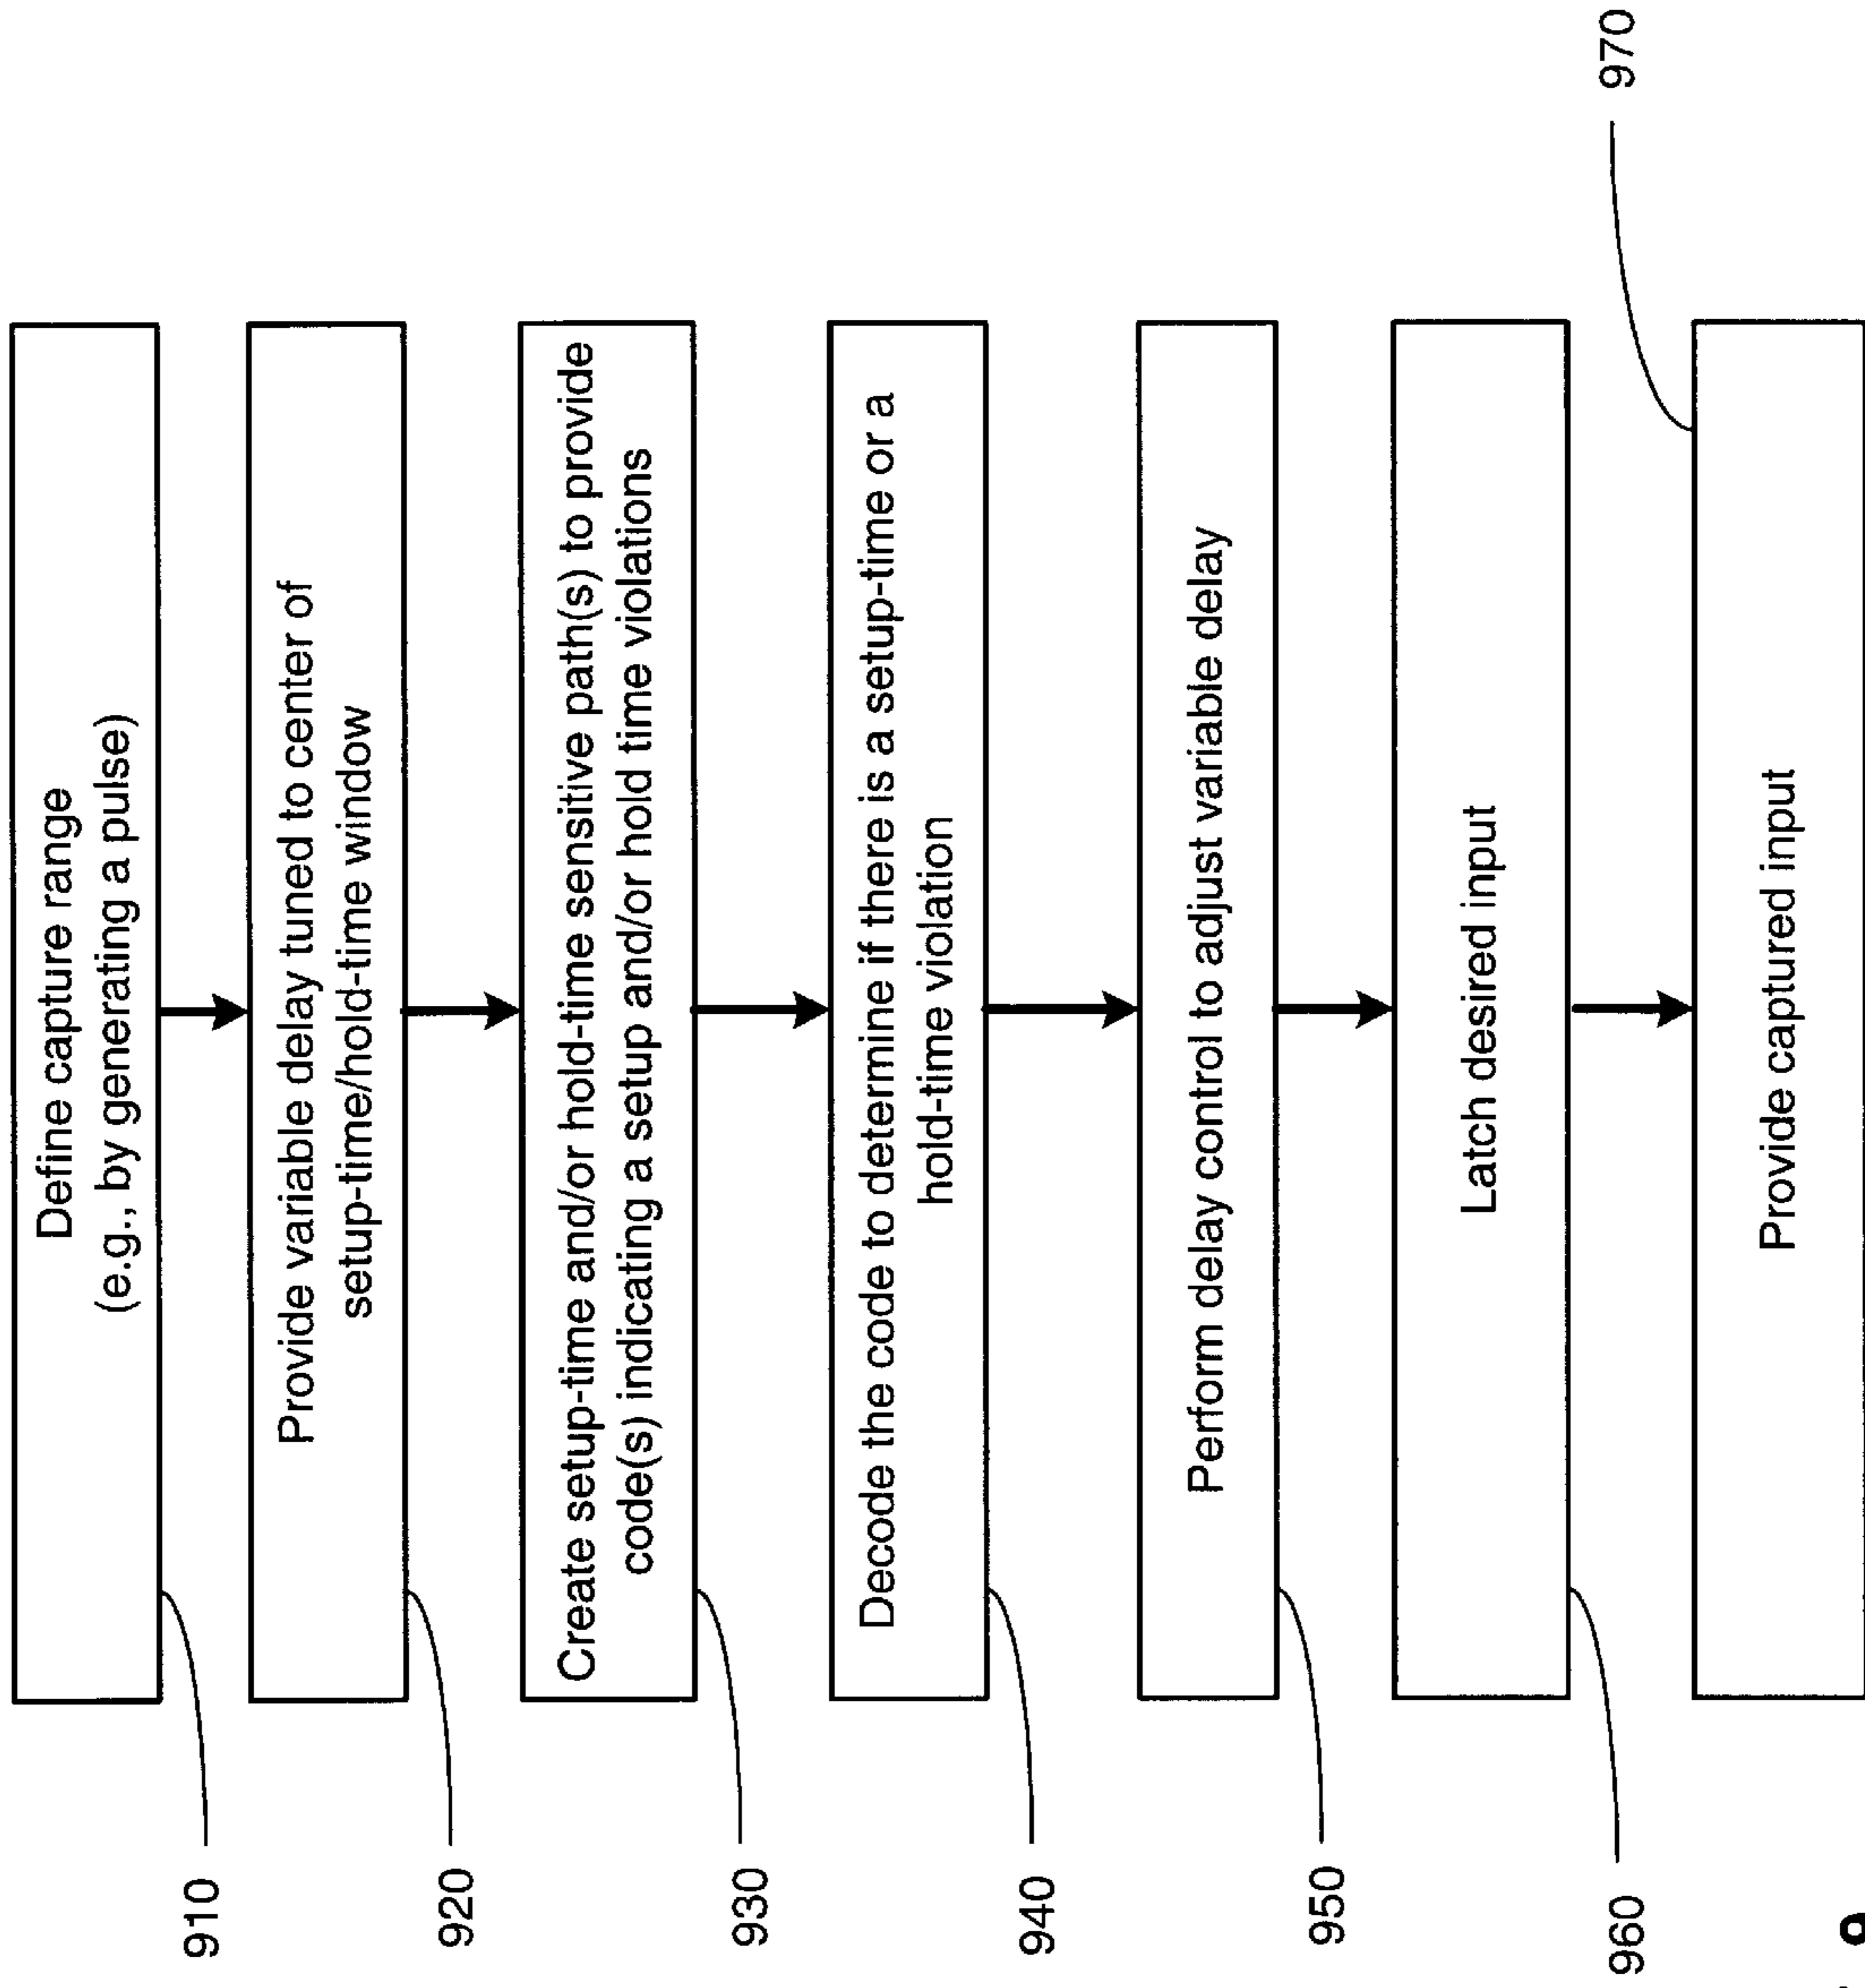 Define capture range
(e.g., by generating a pulse)
910
Provide variable delay tuned to center of
setup-time/hold-time window
920
Create setup-time and/or hold-time sensitive path(s) to provide
code(s) indicating a setup and/or hold time violations
930
Decode the code to determine if there is a setup-time or a
hold-time violation
940
Perform delay control to adjust variable delay
950
Latch desired input
960
Provide captured input
970